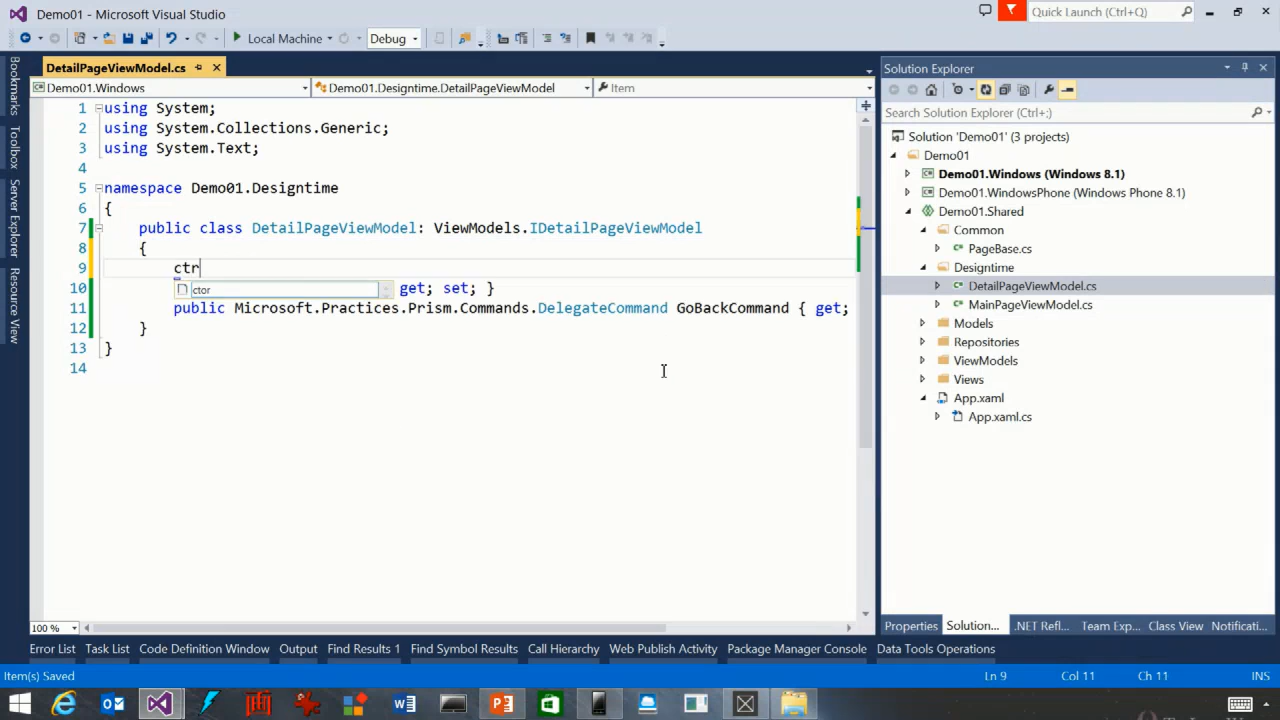 Demo01 - Microsoft Visual Studio
Quick Launch (Ctrl+Q)
Local Machine
Debug
DetailPageViewModel.cs
Demo01.Windows
Demo01.Designtime.DetailPageViewModel
Item
1 using System;
2 using System.Collections.Generic;
3 using System.Text;
4
5 namespace Demo01.Designtime
6 {
7 public class DetailPageViewModel: ViewModels.IDetailPageViewModel
8 {
9 ctr
ctor
10 get; set; }
11 public Microsoft.Practices.Prism.Commands.DelegateCommand GoBackCommand { get;
12 }
13 }
14
100 %
Bookmarks
Toolbox
Server Explorer
Resource View
Solution Explorer
Search Solution Explorer (Ctrl+;)
Solution 'Demo01' (3 projects)
Demo01
Demo01.Windows (Windows 8.1)
Demo01.WindowsPhone (Windows Phone 8.1)
Demo01.Shared
Common
PageBase.cs
Designtime
DetailPageViewModel.cs
MainPageViewModel.cs
Models
Repositories
ViewModels
Views
App.xaml
App.xaml.cs
Properties
Solution...
.NET Refl...
Team Exp...
Class View
Notificati...
Error List
Task List
Code Definition Window
Output
Find Results 1
Find Symbol Results
Call Hierarchy
Web Publish Activity
Package Manager Console
Data Tools Operations
Item(s) Saved
Ln 9
Col 11
Ch 11
INS